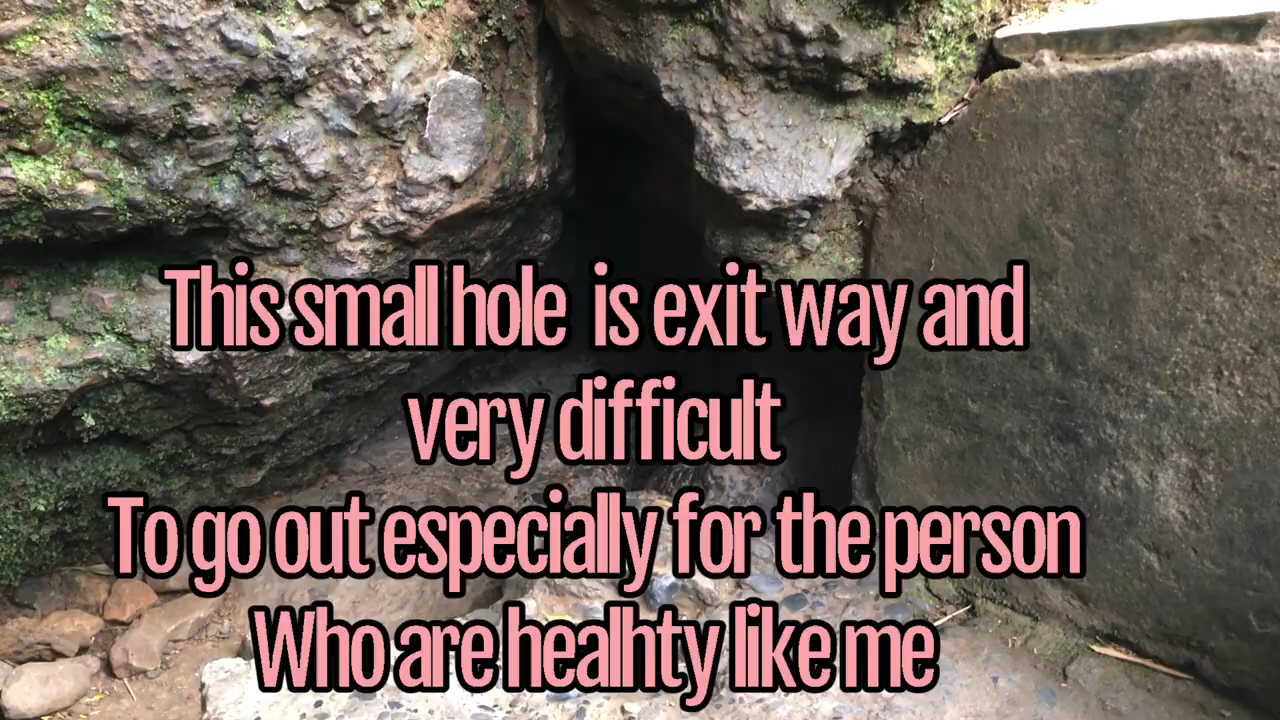 This small hole is exit way and
very difficult
To go out especially for the person
Who are healhty like me